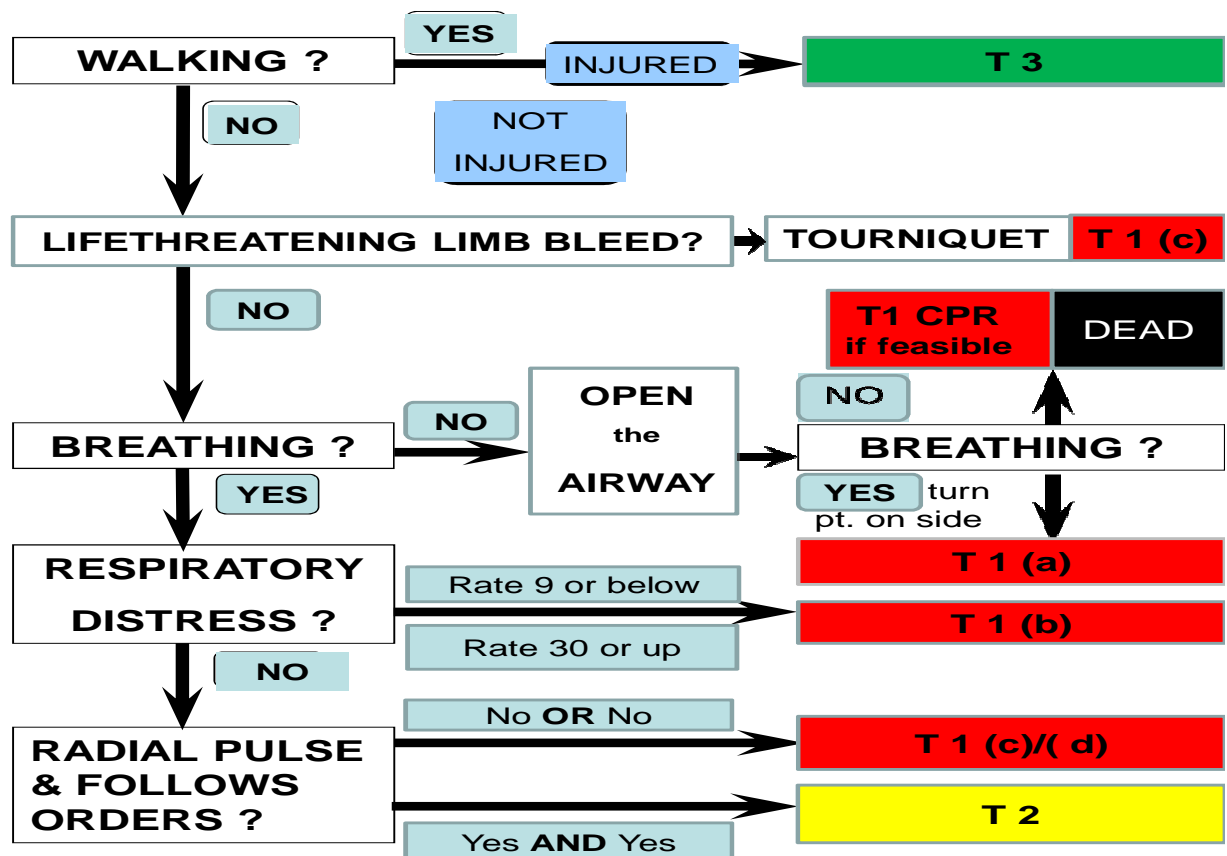 YES
WALKING ?
INJURED
T 3
NO
NOT
INJURED
LIFETHREATENING LIMB BLEED?
TOURNIQUET
T 1 (c)
NO
T1 CPR
if feasible
DEAD
BREATHING ?
NO
OPEN
the
AIRWAY
NO
BREATHING ?
YES turn
pt. on side
YES
T 1 (a)
RESPIRATORY
DISTRESS ?
Rate 9 or below
Rate 30 or up
T 1 (b)
NO
RADIAL PULSE
& FOLLOWS
ORDERS ?
No OR No
T 1 (c)/( d)
Yes AND Yes
T 2